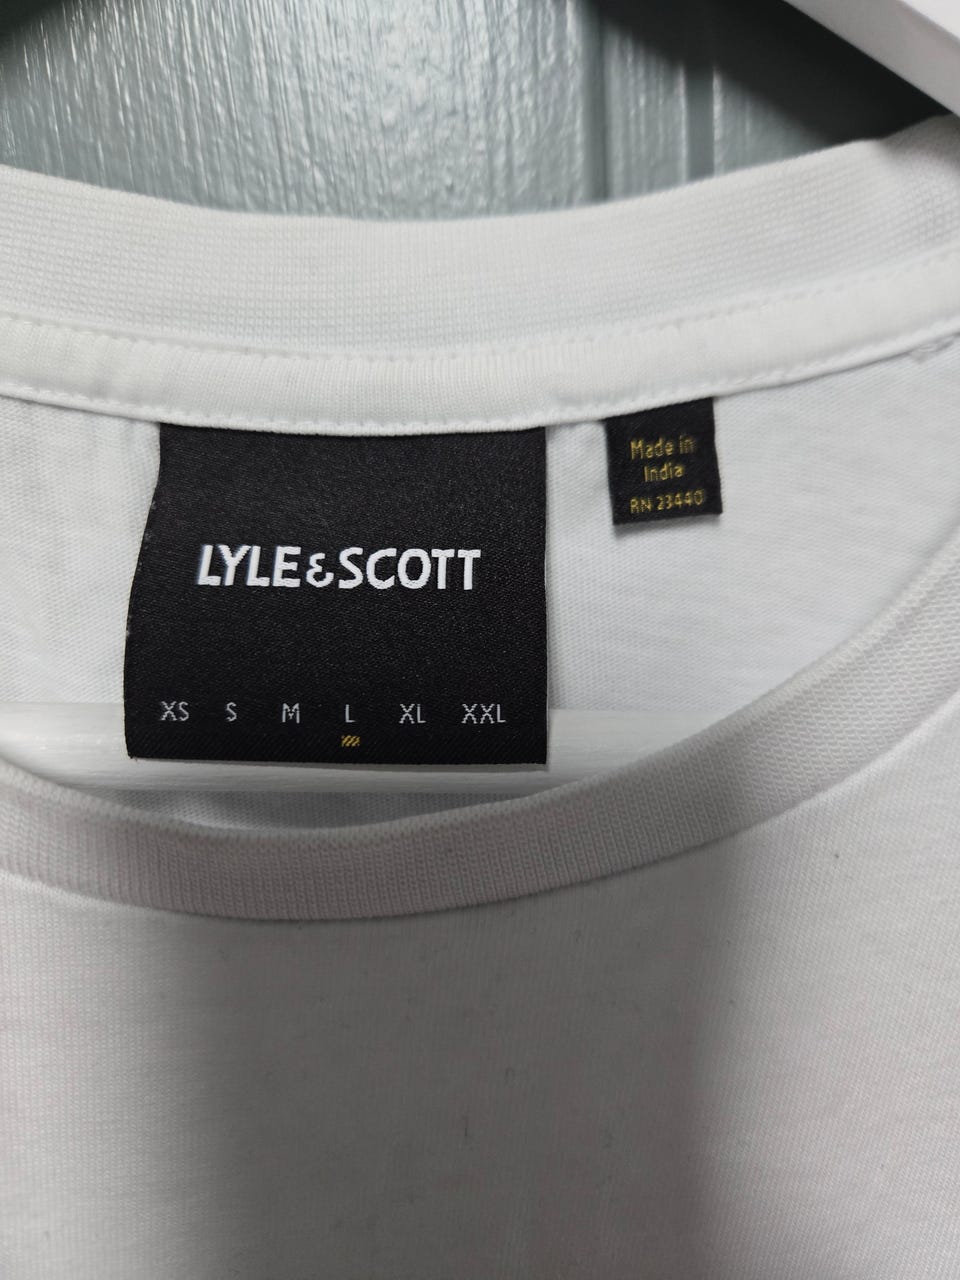 Made in
India
RN 23440
LYLE & SCOTT
XS S M L XL XXL